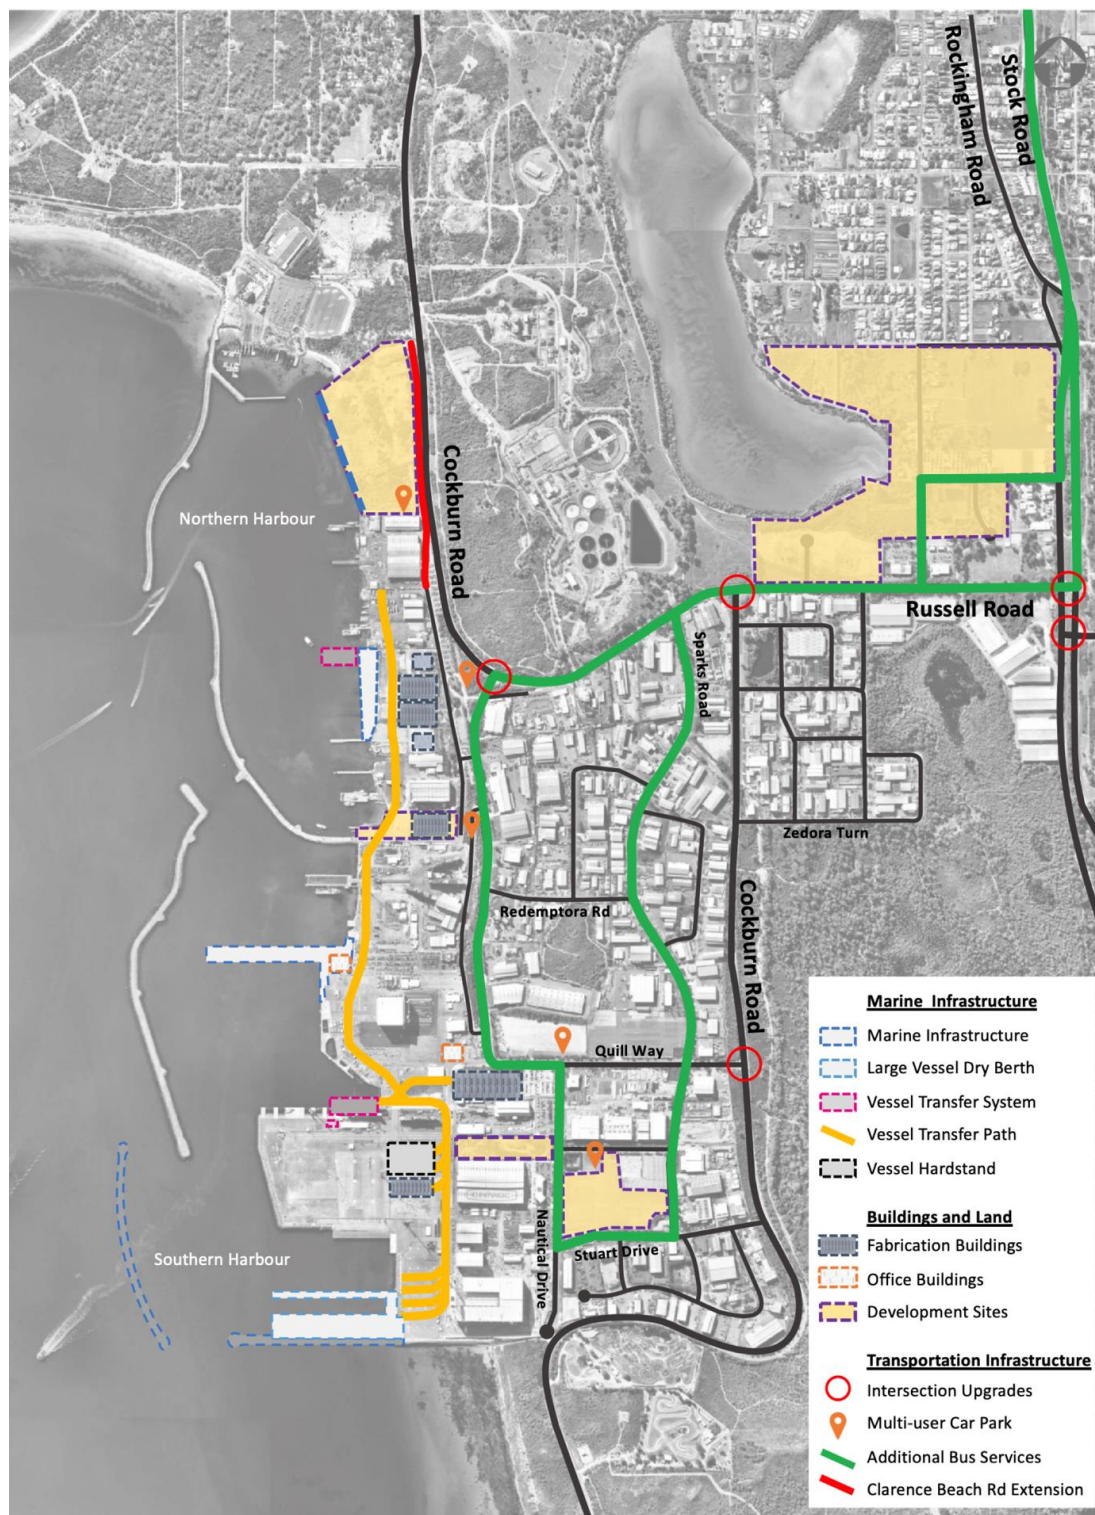 Rockingham Road
Stock Road
Cockburn Road
Northern Harbour
Russell Road
Sparks Road
Zedora Turn
Redemptora Rd
Cockburn Road
Quill Way
Nautical Drive
Stuart Drive
Southern Harbour
Marine Infrastructure
Marine Infrastructure
Large Vessel Dry Berth
Vessel Transfer System
Vessel Transfer Path
Vessel Hardstand
Buildings and Land
Fabrication Buildings
Office Buildings
Development Sites
Transportation Infrastructure
Intersection Upgrades
Multi-user Car Park
Additional Bus Services
Clarence Beach Rd Extension